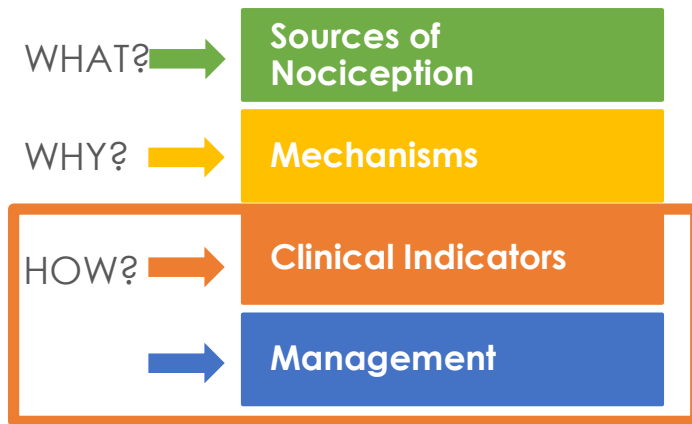 WHAT?
Sources of
Nociception
WHY?
Mechanisms
HOW?
Clinical Indicators
Management